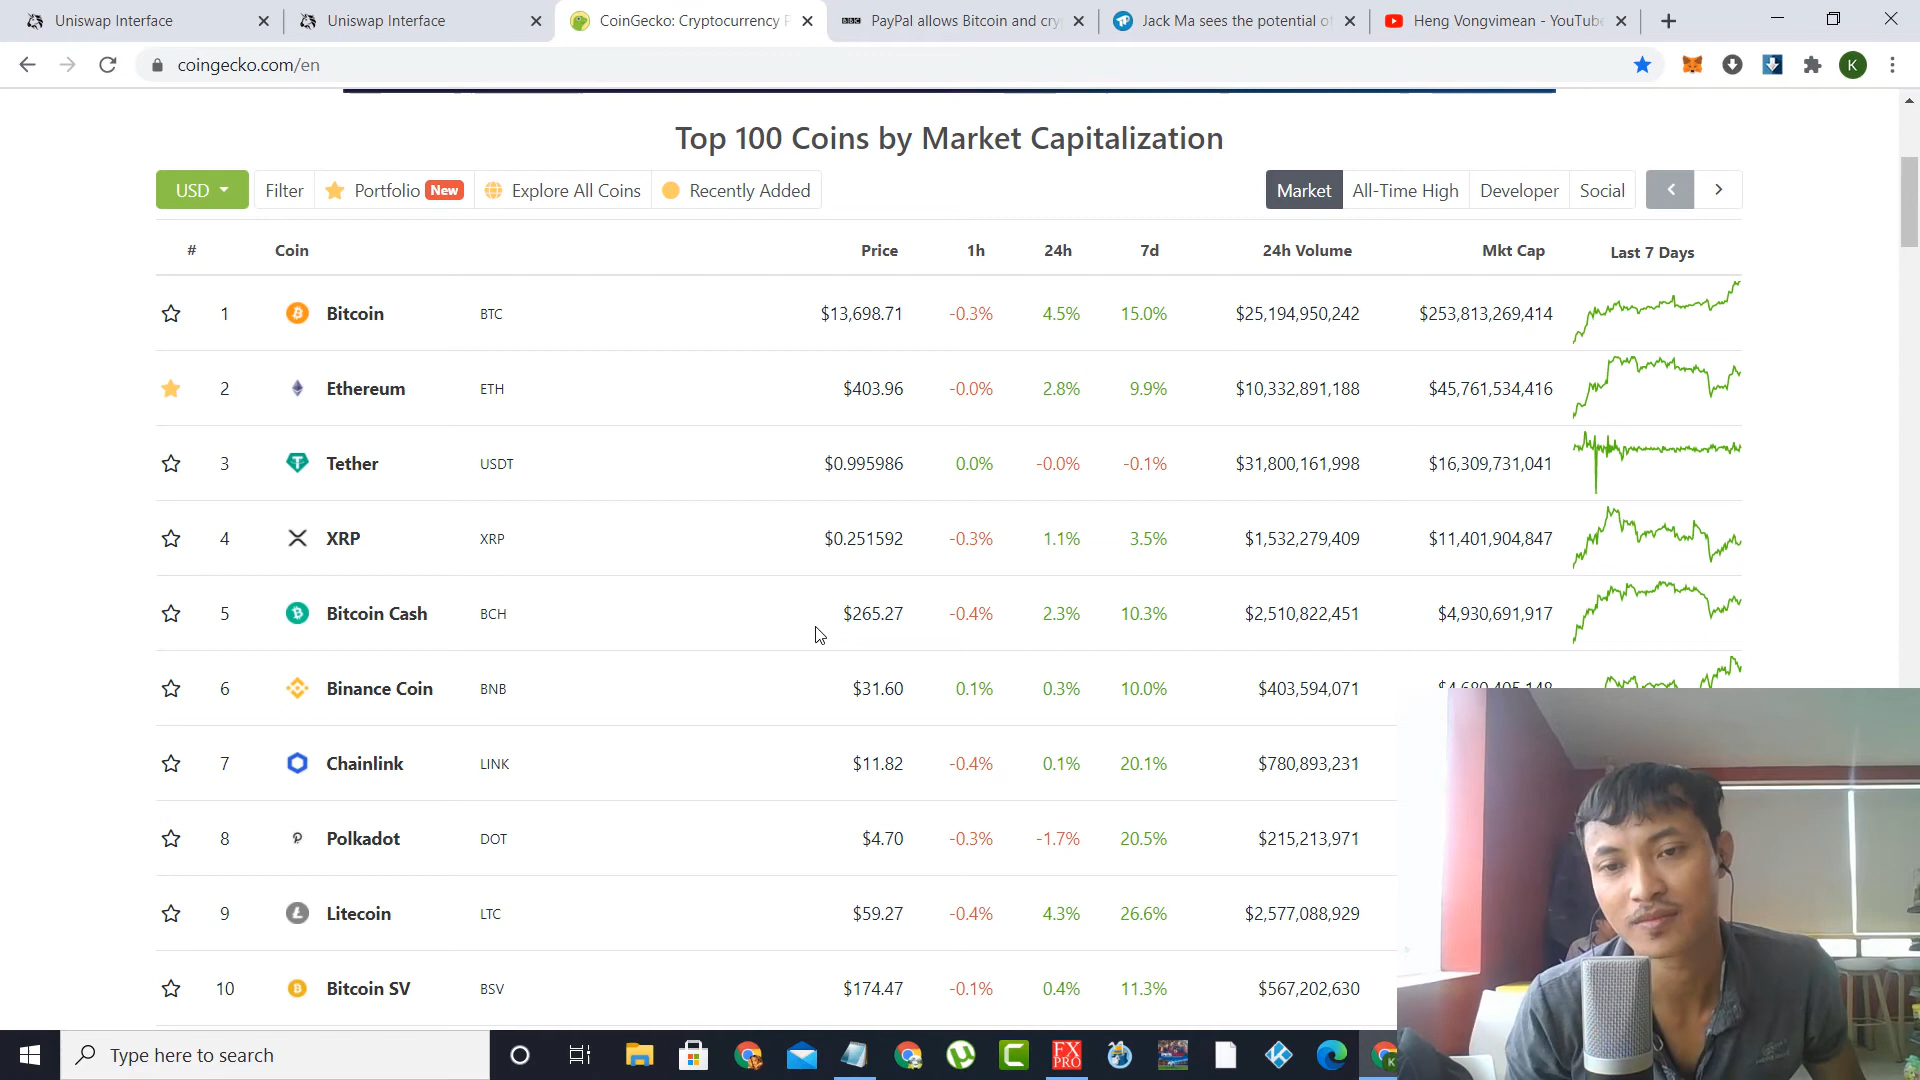 Uniswap Interface
Uniswap Interface
CoinGecko: Cryptocurrency P
BBC PayPal allows Bitcoin and cry
Jack Ma sees the potential of
Heng Vongvimean - YouTube
coingecko.com/en
K
Top 100 Coins by Market Capitalization
USD Filter Portfolio New Explore All Coins Recently Added Market All-Time High Developer Social
# Coin Price 1h 24h 7d 24h Volume Mkt Cap Last 7 Days
1 Bitcoin BTC $13,698.71 -0.3% 4.5% 15.0% $25,194,950,242 $253,813,269,414
2 Ethereum ETH $403.96 -0.0% 2.8% 9.9% $10,332,891,188 $45,761,534,416
3 Tether USDT $0.995986 0.0% -0.0% -0.1% $31,800,161,998 $16,309,731,041
4 XRP XRP $0.251592 -0.3% 1.1% 3.5% $1,532,279,409 $11,401,904,847
5 Bitcoin Cash BCH $265.27 -0.4% 2.3% 10.3% $2,510,822,451 $4,930,691,917
6 Binance Coin BNB $31.60 0.1% 0.3% 10.0% $403,594,071
7 Chainlink LINK $11.82 -0.4% 0.1% 20.1% $780,893,231
8 Polkadot DOT $4.70 -0.3% -1.7% 20.5% $215,213,971
9 Litecoin LTC $59.27 -0.4% 4.3% 26.6% $2,577,088,929
10 Bitcoin SV BSV $174.47 -0.1% 0.4% 11.3% $567,202,630
Type here to search
FX
PRO